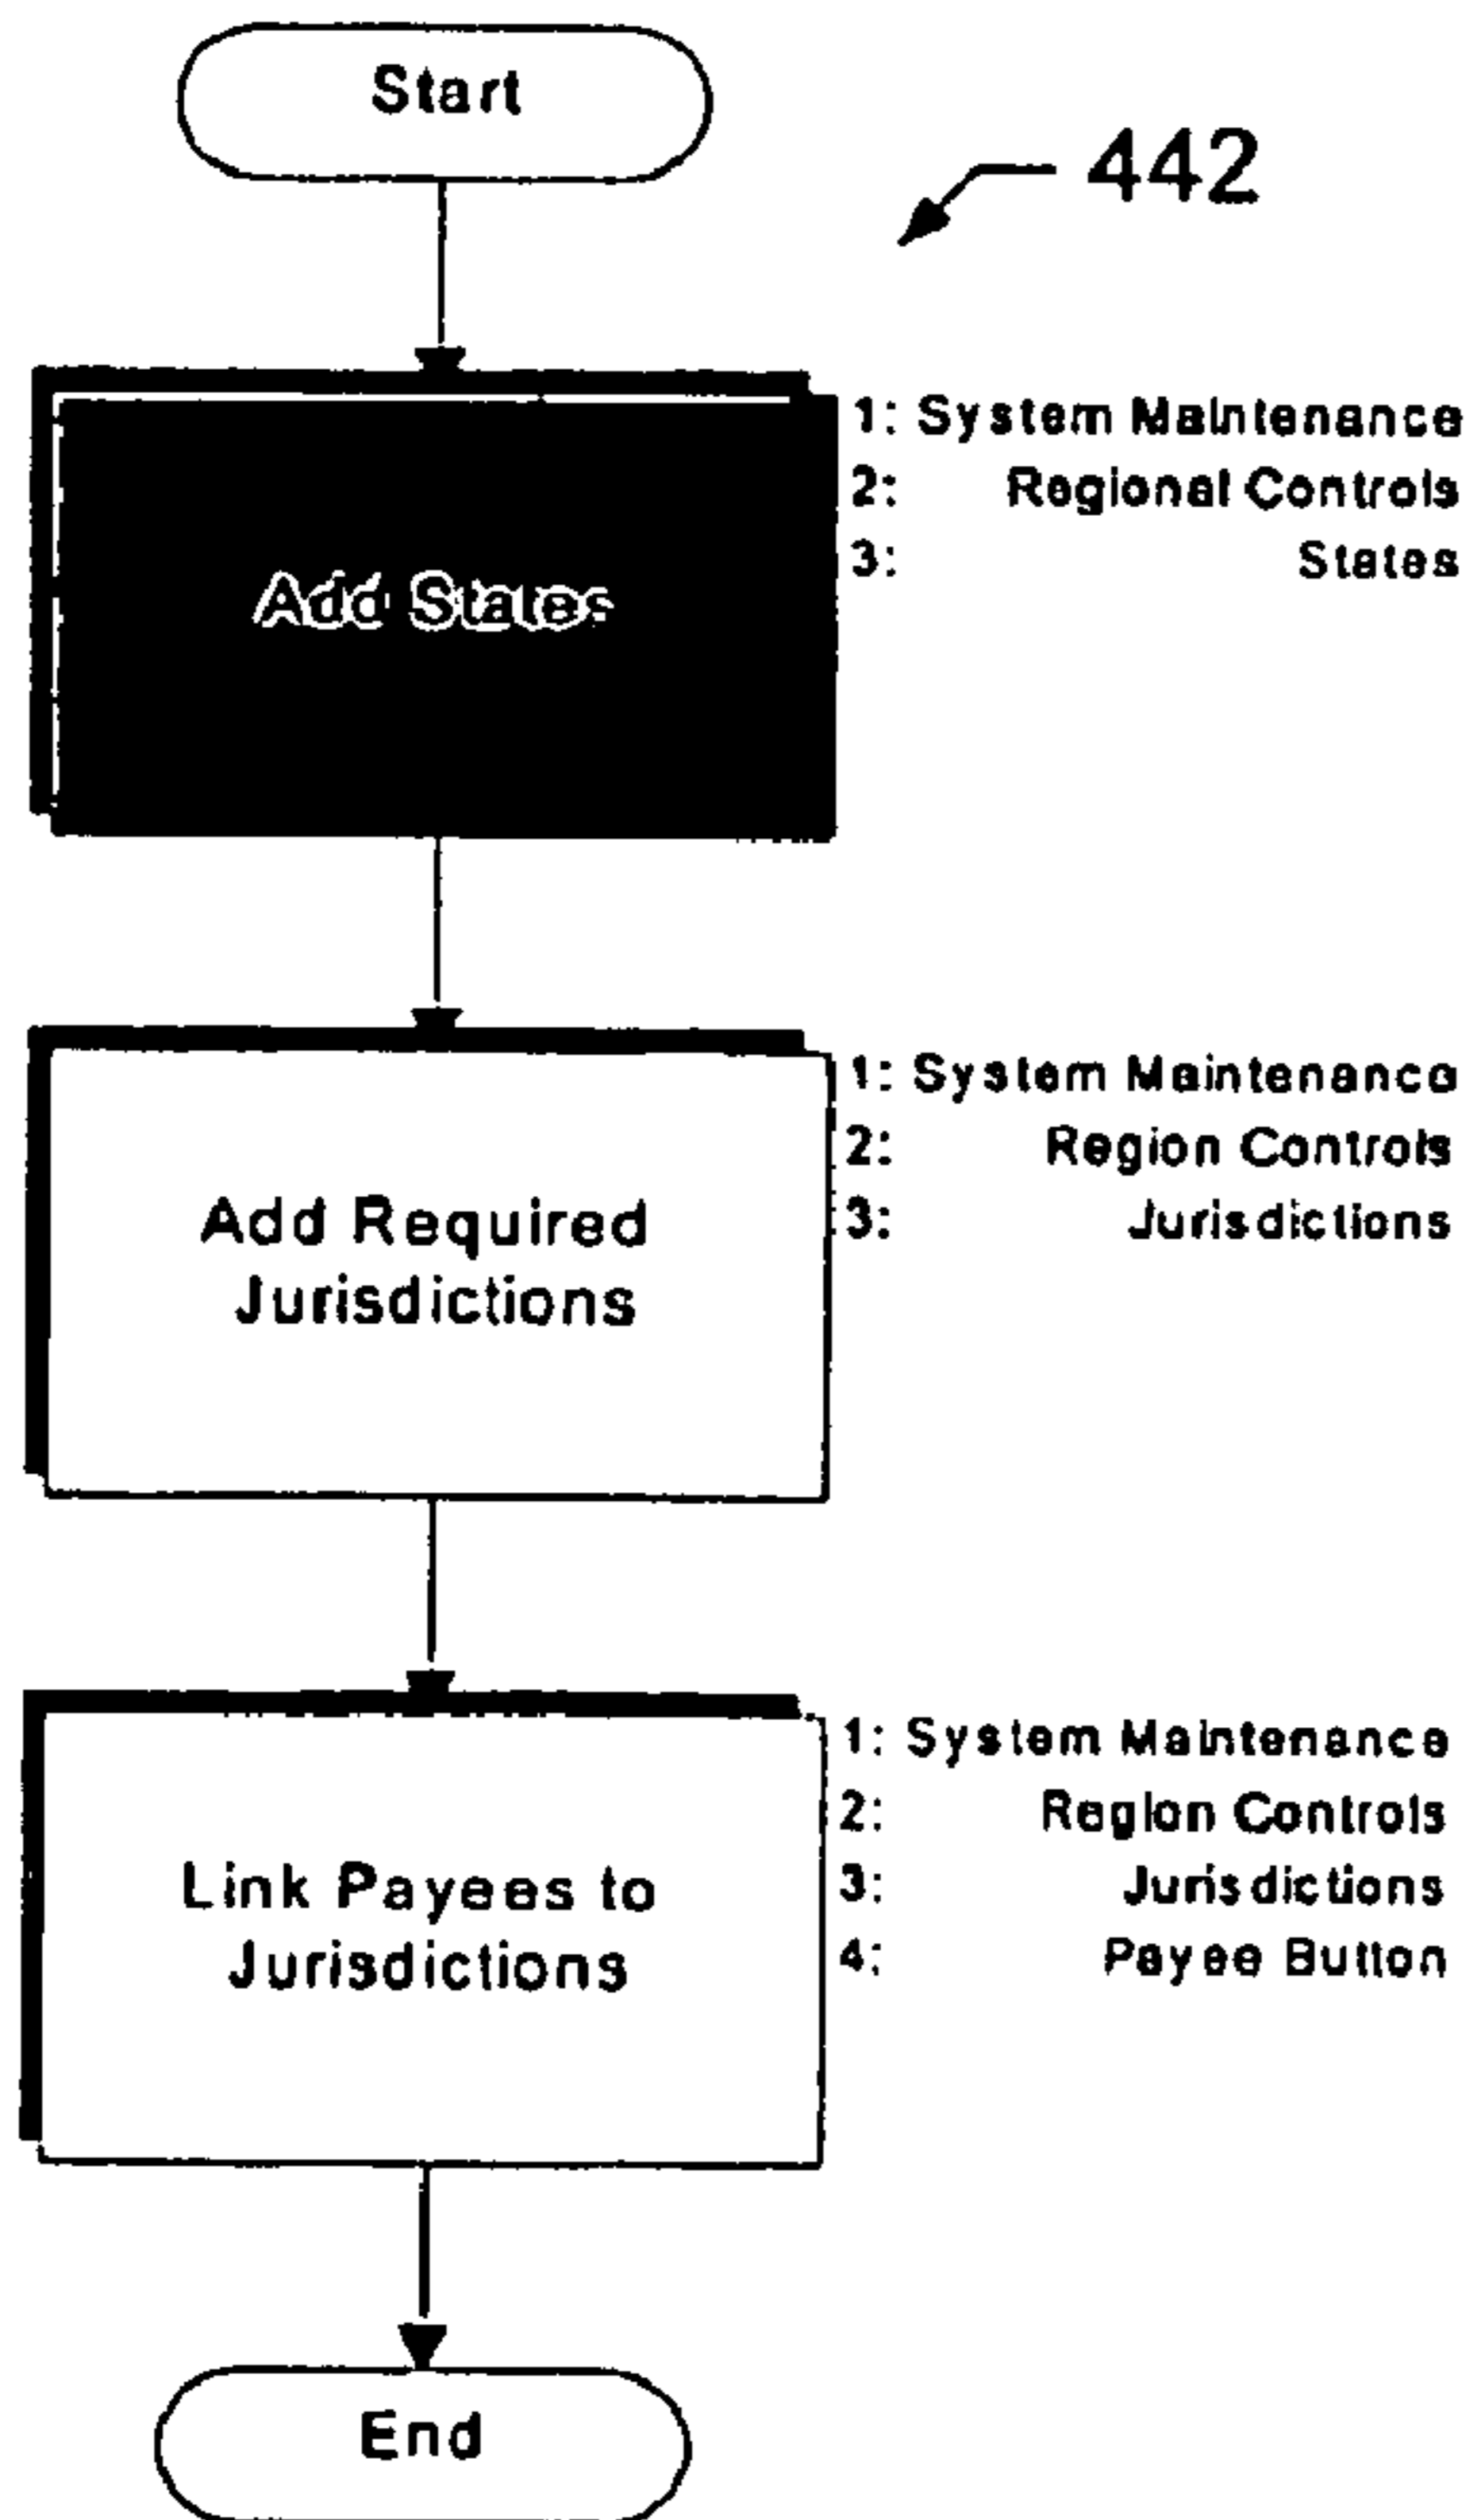 Start
442
Add States
1: System Maintenance
2: Regional Controls
3: States
Add Required
Jurisdictions
1: System Maintenance
2: Region Controls
3: Jurisdictions
Link Payees to
Jurisdictions
1: System Maintenance
2: Region Controls
3: Jurisdictions
4: Payee Button
End